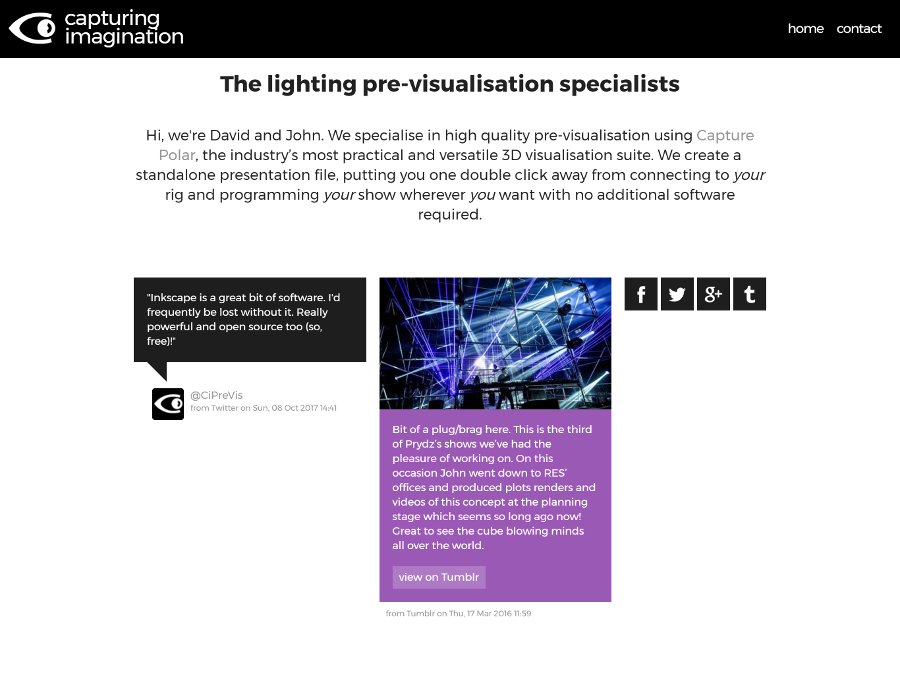 capturing
imagination
home contact
The lighting pre-visualisation specialists
Hi, we're David and John. We specialise in high quality pre-visualisation using Capture
Polar, the industry's most practical and versatile 3D visualisation suite. We create a
standalone presentation file, putting you one double click away from connecting to your
rig and programming your show wherever you want with no additional software
required.
"Inkscape is a great bit of software. I'd
frequently be lost without it. Really
powerful and open source too (so,
free)!"
@CiPreVis
from Twitter on Sun, 08 Oct 2017 14:41
Bit of a plug/brag here. This is the third
of Prydz's shows we've had the
pleasure of working on. On this
occasion John went down to RES'
offices and produced plots renders and
videos of this concept at the planning
stage which seems so long ago now!
Great to see the cube blowing minds
all over the world.
view on Tumblr
from Tumblr on Thu, 17 Mar 2016 11:59
f g+ t